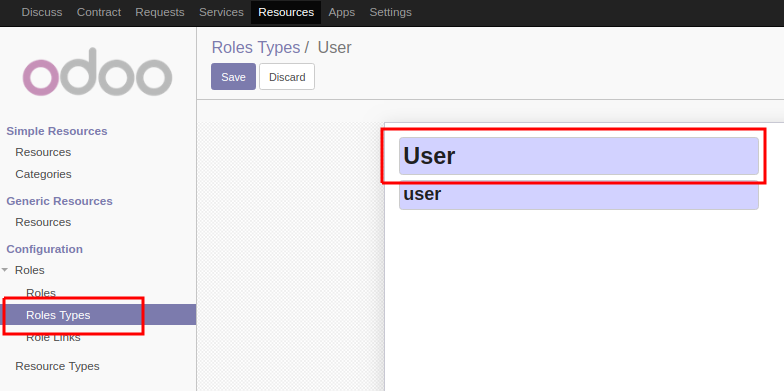 Discuss Contract Requests Services Resources Apps Settings
odoo
Roles Types / User
Save Discard
Simple Resources
Resources
Categories
Generic Resources
Resources
Configuration
Roles
Roles
Roles Types
Role Links
Resource Types
User
user